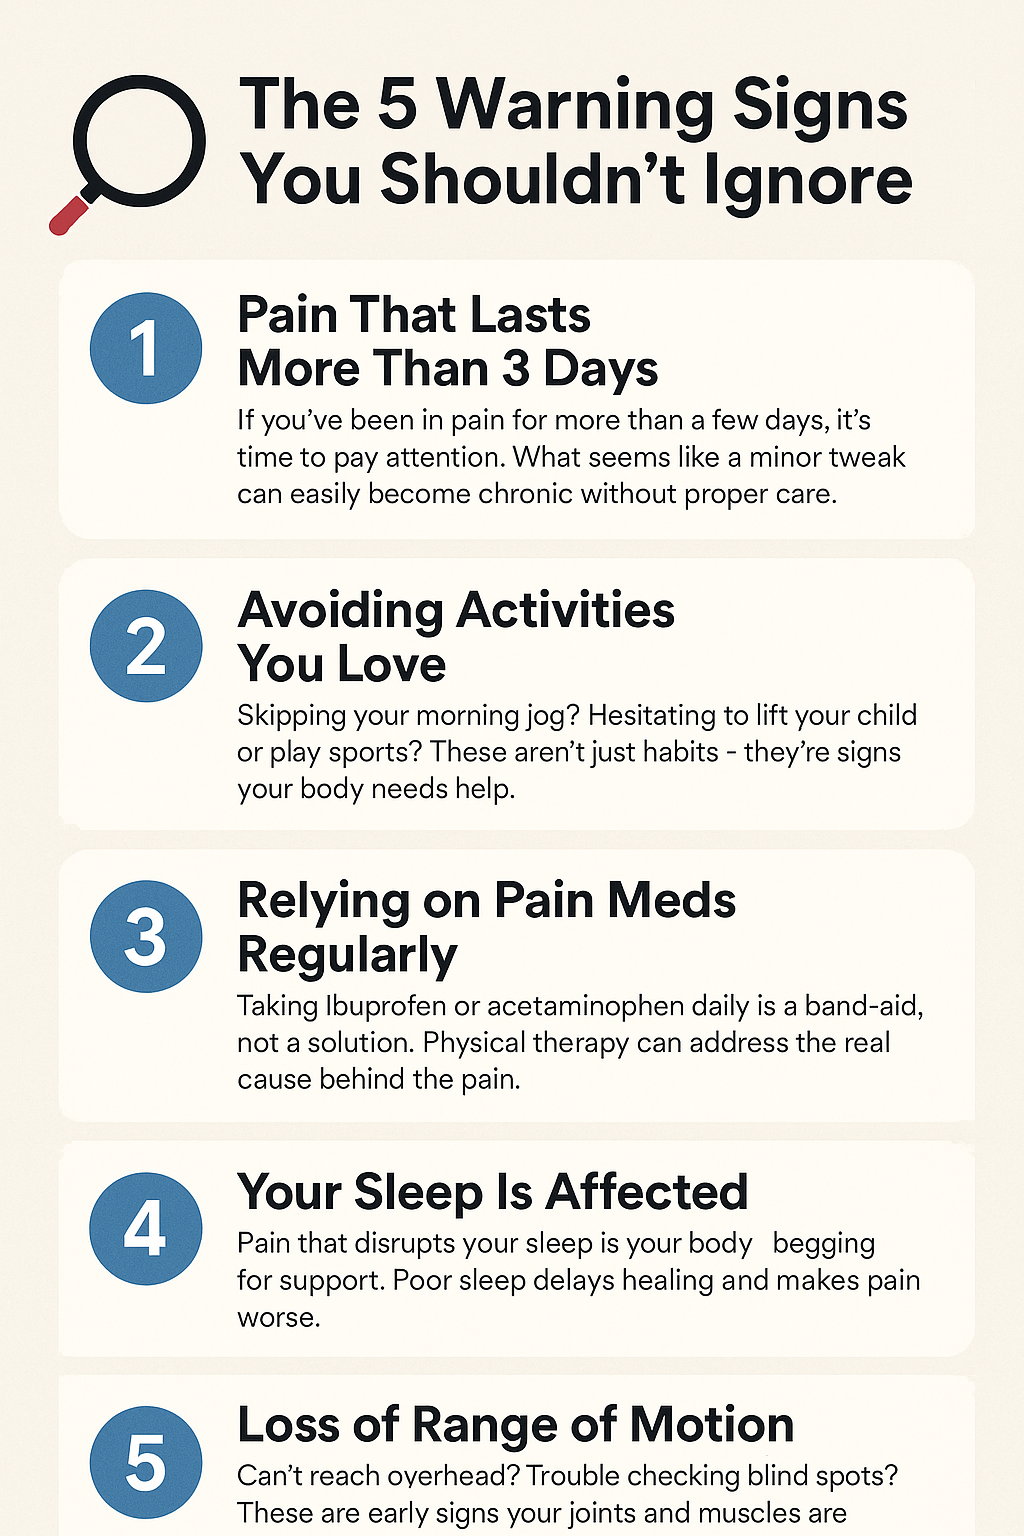 The 5 Warning Signs
You Shouldn’t Ignore
1
Pain That Lasts
More Than 3 Days
If you’ve been in pain for more than a few days, it’s
time to pay attention. What seems like a minor tweak
can easily become chronic without proper care.
2
Avoiding Activities
You Love
Skipping your morning jog? Hesitating to lift your child
or play sports? These aren’t just habits - they’re signs
your body needs help.
3
Relying on Pain Meds
Regularly
Taking Ibuprofen or acetaminophen daily is a band-aid,
not a solution. Physical therapy can address the real
cause behind the pain.
4
Your Sleep Is Affected
Pain that disrupts your sleep is your body begging
for support. Poor sleep delays healing and makes pain
worse.
5
Loss of Range of Motion
Can’t reach overhead? Trouble checking blind spots?
These are early signs your joints and muscles are